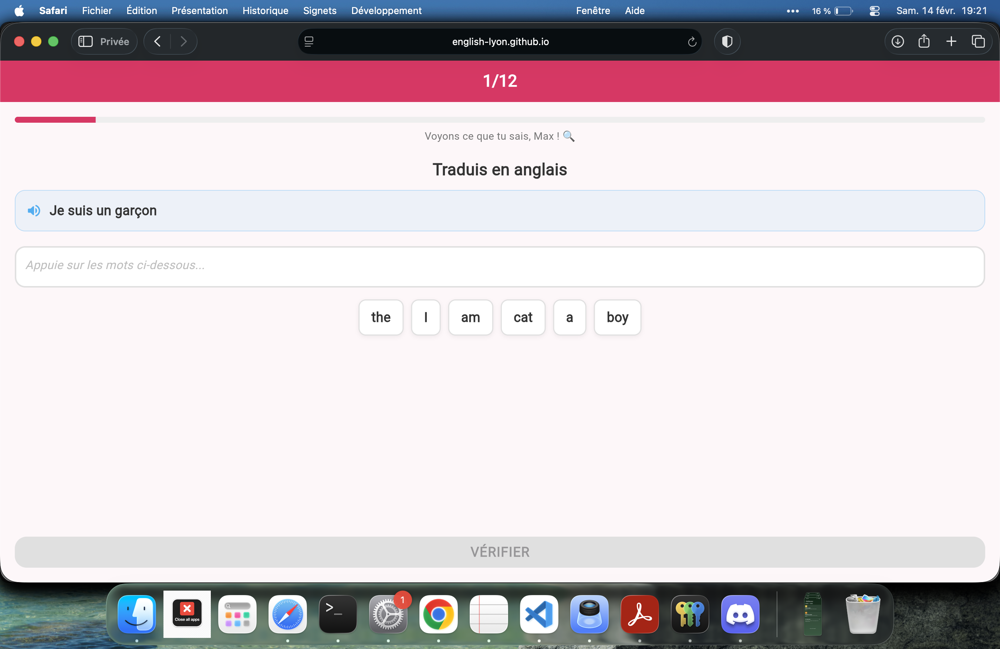 Safari Fichier Édition Présentation Historique Signets Développement Fenêtre Aide ••• 16 % Sam. 14 févr. 19:21
Privée english-lyon.github.io
1/12
Voyons ce que tu sais, Max ! 🔍
Traduis en anglais
Je suis un garçon
Appuie sur les mots ci-dessous...
the I am cat a boy
VÉRIFIER
1
>_
Close all apps